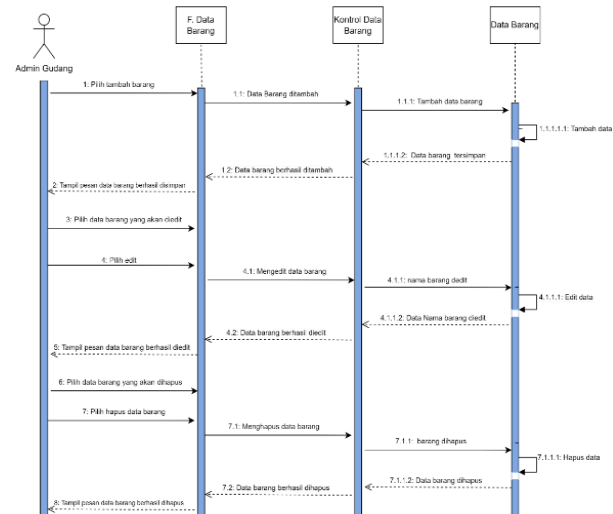 F. Data
Barang
Kontrol Data
Barang
Data Barang
Admin Gudang
1: Pilih tambah barang
1.1: Data Barang ditambah
1.1.1: Tambah data barang
1.1.1.1.1: Tambah data
1.1.1.2: Data barang tersimpan
1.2: Data barang berhasil ditambah
2: Tampil pesan data barang berhasil disimpan
3: Pilih data barang yang akan diedit
4: Pilih edit
4.1: Mengedit data barang
4.1.1: nama barang dedit
4.1.1.1: Edit data
4.1.1.2: Data Nama barang diedit
4.2: Data barang berhasi diedit
5: Tampil pesan data barang berhasil diedit
6: Pilih data barang yang akan dihapus
7: Pilih hapus data barang
7.1: Menghapus data barang
7.1.1: barang dihapus
7.1.1.1: Hapus data
7.1.1.2: Data barang dihapus
7.2: Data barang berhasil dihapus
8: Tampil pesan data barang berhasil dihapus